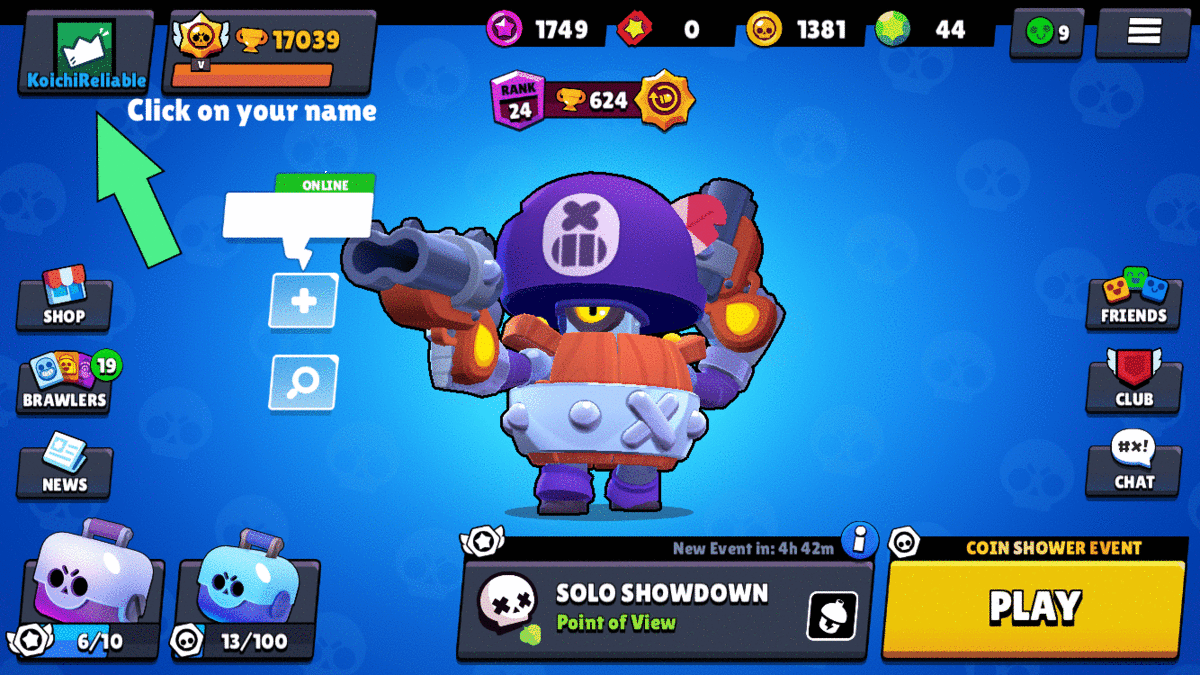 1749
0
1381
44
9
KoichiReliable
17039
V
Click on your name
RANK
24
624
ONLINE
SHOP
FRIENDS
19
BRAWLERS
CLUB
NEWS
#×!
CHAT
New Event in: 4h 42m
i
COIN SHOWER EVENT
SOLO SHOWDOWN
Point of View
PLAY
6/10
13/100